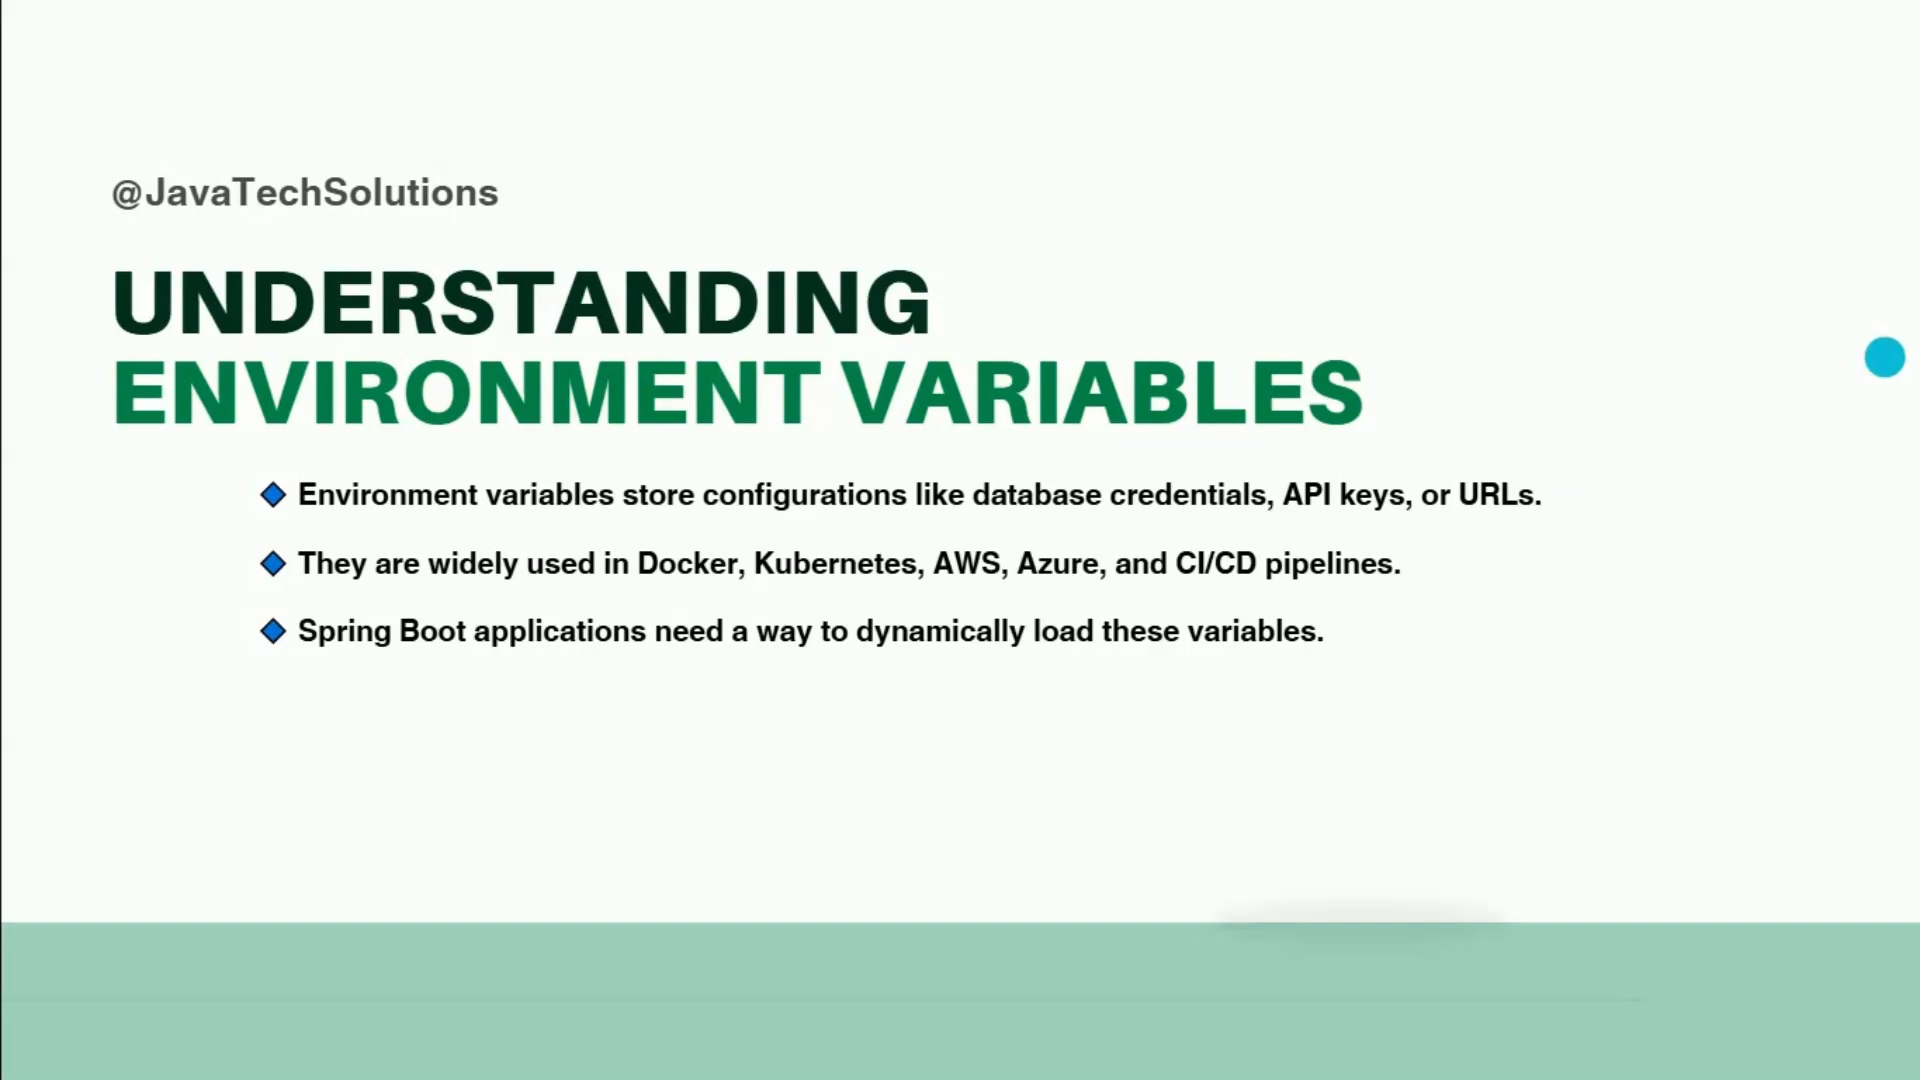 @JavaTechSolutions
UNDERSTANDING
ENVIRONMENT VARIABLES
Environment variables store configurations like database credentials, API keys, or URLs.
They are widely used in Docker, Kubernetes, AWS, Azure, and CI/CD pipelines.
Spring Boot applications need a way to dynamically load these variables.